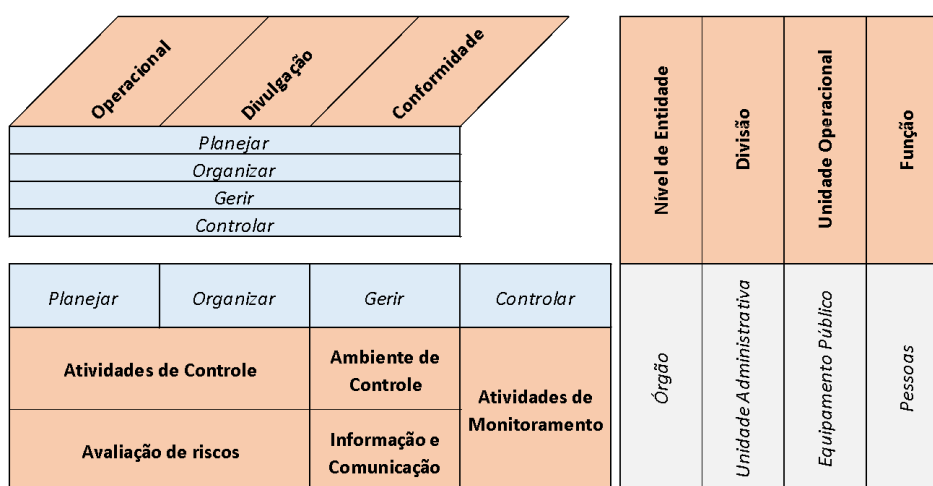 Operacional
Divulgação
Conformidade
Planejar
Organizar
Gerir
Controlar
Planejar
Organizar
Gerir
Controlar
Atividades de Controle
Ambiente de
Controle
Atividades de
Monitoramento
Avaliação de riscos
Informação e
Comunicação
Nível de Entidade
Divisão
Unidade Operacional
Função
Órgão
Unidade Administrativa
Equipamento Público
Pessoas